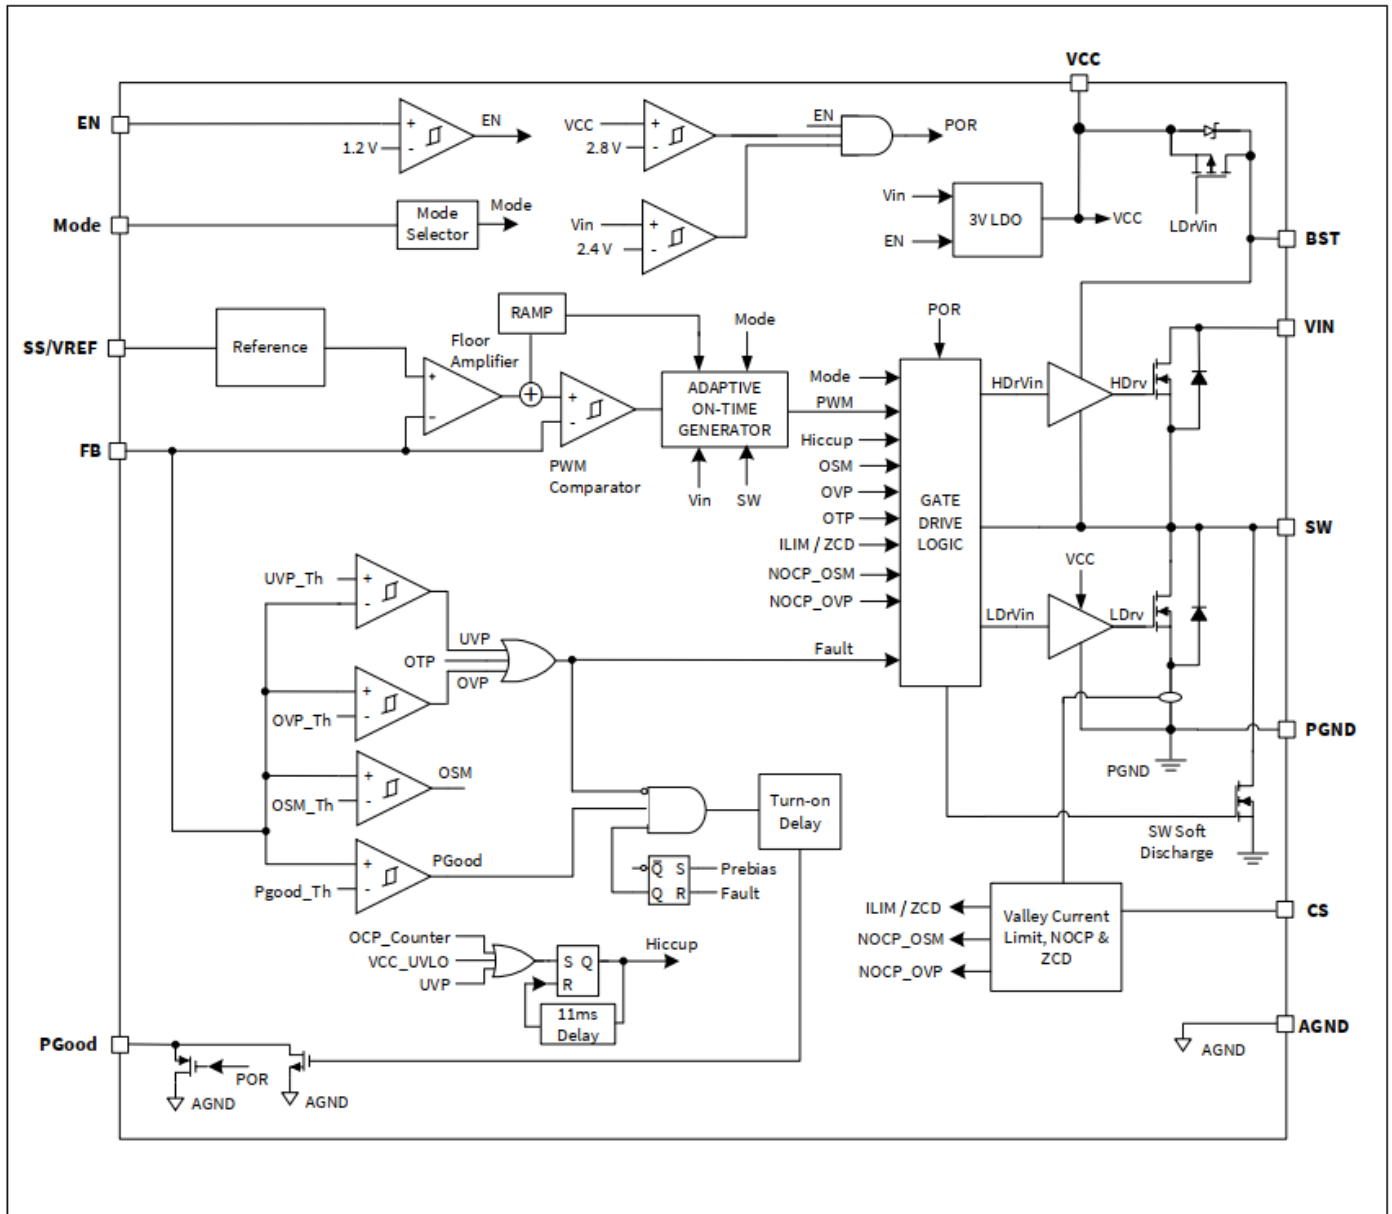 VCC
EN
+
-
1.2 V
EN
VCC
2.8 V
+
-
EN
POR
Mode
Mode
Selector
Mode
Vin
2.4 V
+
-
Vin
EN
3V LDO
VCC
LDrVin
BST
SS/VREF
Reference
Floor
Amplifier
RAMP
Mode
POR
VIN
+
-
+
+
-
ADAPTIVE
ON-TIME
GENERATOR
PWM
Comparator
Vin
SW
FB
Mode
PWM
Hiccup
OSM
OVP
OTP
ILIM / ZCD
NOCP_OSM
NOCP_OVP
Fault
GATE
DRIVE
LOGIC
HDrVin
HDrv
SW
VCC
LDrVin
LDrv
PGND
PGND
UVP_Th
+
-
UVP
OTP
OVP
OVP_Th
+
-
OSM_Th
+
-
OSM
Pgood_Th
+
-
PGood
Turn-on
Delay
Q̅ S
Q R
Prebias
Fault
SW Soft
Discharge
OCP_Counter
VCC_UVLO
UVP
S Q
R
11ms
Delay
Hiccup
ILIM / ZCD
NOCP_OSM
NOCP_OVP
Valley Current
Limit, NOCP &
ZCD
CS
AGND
AGND
PGood
POR
AGND
AGND